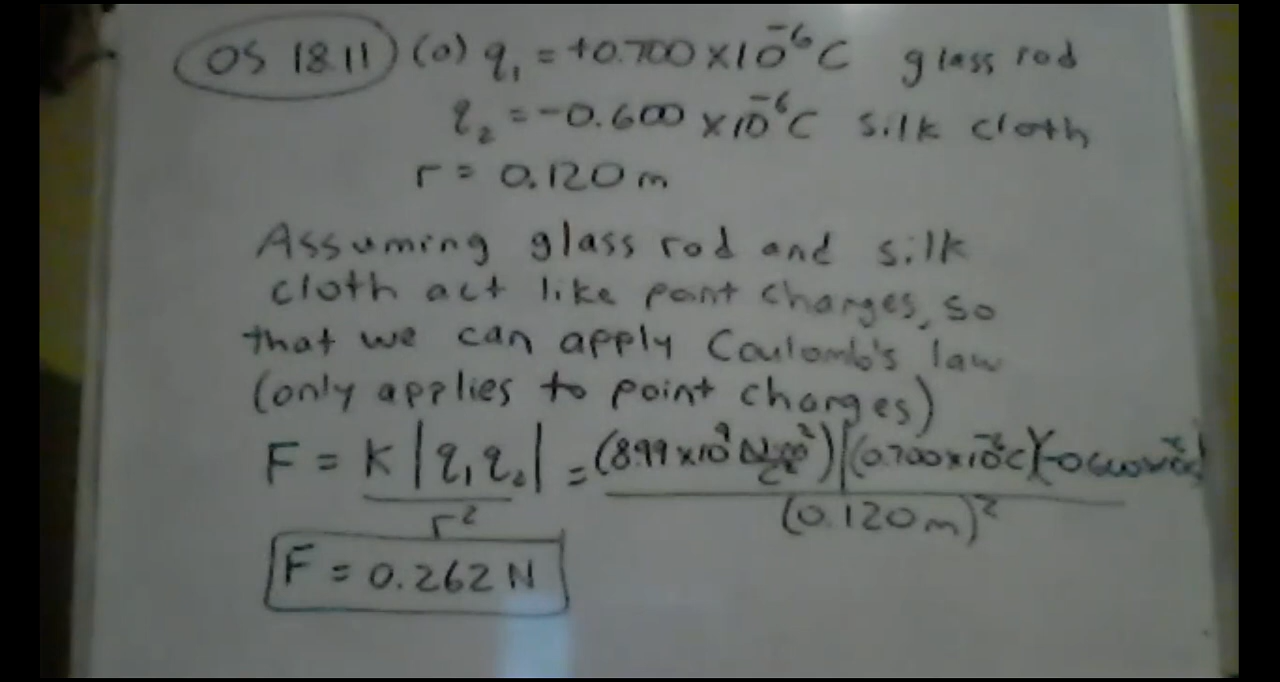 OS 18.11 (a) q₁ = +0.700 × 10⁻⁶ C glass rod
q₂ = -0.600 × 10⁻⁶ C silk cloth
r = 0.120 m
Assuming glass rod and silk
cloth act like point charges, so
that we can apply Coulomb's law
(only applies to point charges)
F = K |q₁ q₂| / r² = (8.99 × 10⁹ N·m²/C²) |(0.700 × 10⁻⁶ C)(-0.600 × 10⁻⁶ C)| / (0.120 m)²
F = 0.262 N